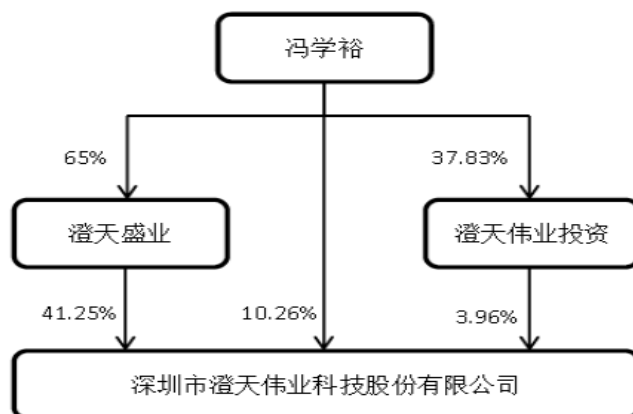 冯学裕
65%
37.83%
澄天盛业
澄天伟业投资
41.25%
10.26%
3.96%
深圳市澄天伟业科技股份有限公司